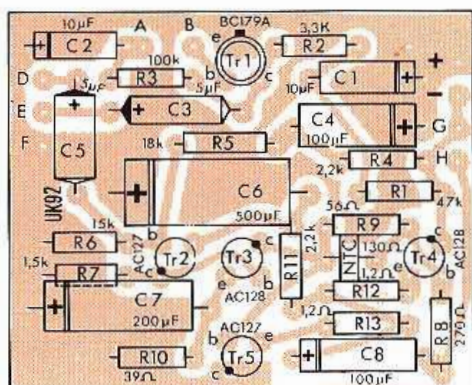 10µF A B BC179A 3,3K
C2 e R2
D 100k R3 Tr1 b c 10µF C1 +
1,5µF 5µF −
E + C3 + C4 G
F C5 18k R5 100µF
2,2k R4 H
UK92 + C6 R1
500µF 56Ω 47k
15k b R9
R6 AC127 Tr2 c Tr3 c 2,2k R11 NTC 130Ω c AC128
1,5k R7 c b 1,2Ω e Tr4 b
e e R12
+ C7 AC128 1,2Ω
200µF AC127 R13 R8
R10 b Tr5 e + C8 270Ω
39Ω c 100µF